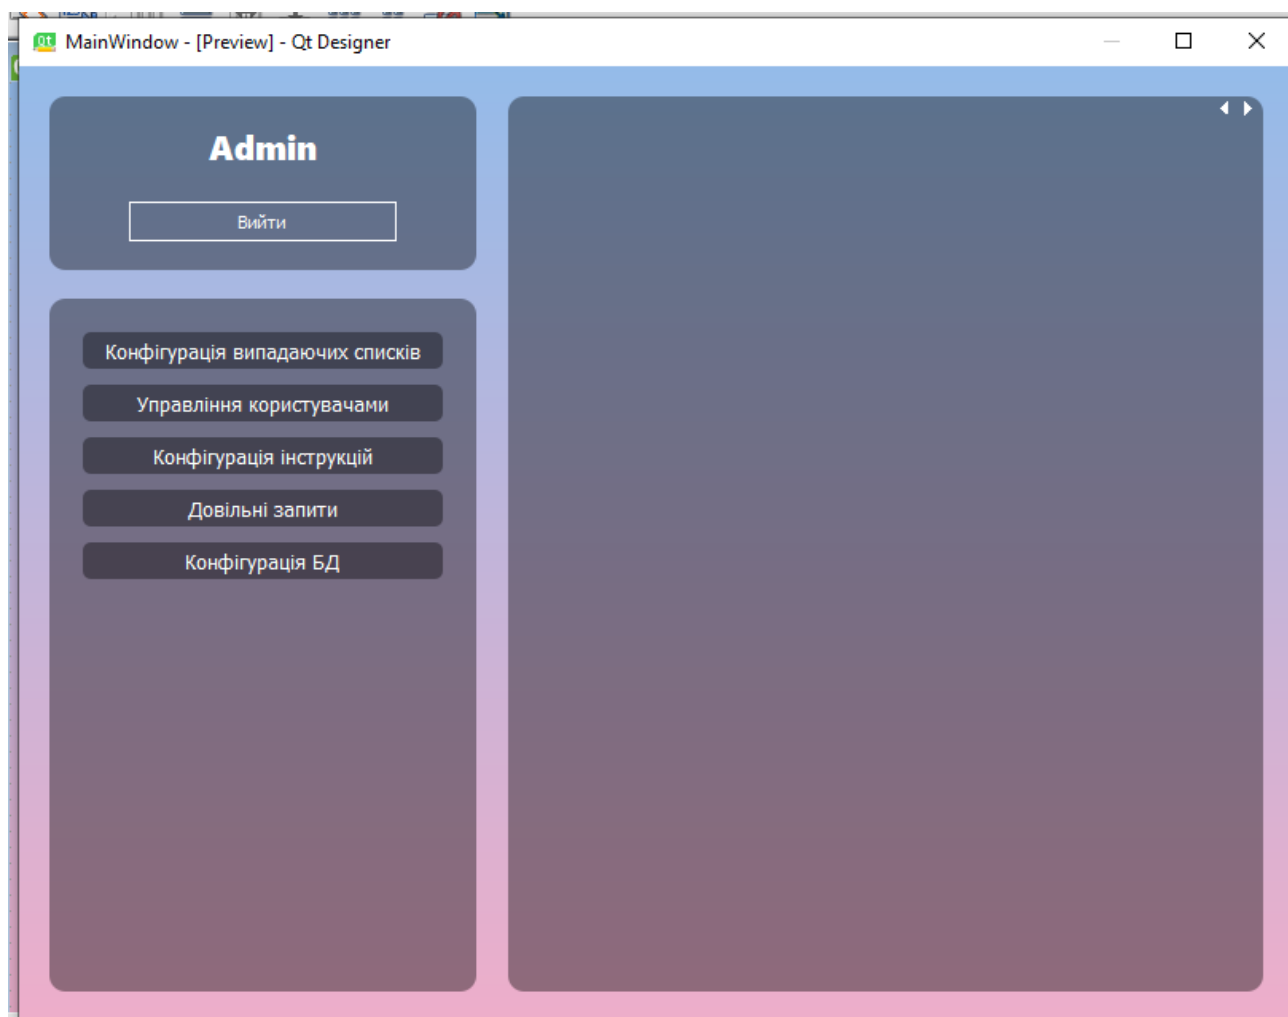 MainWindow - [Preview] - Qt Designer
Admin
Вийти
Конфігурація випадаючих списків
Управління користувачами
Конфігурація інструкцій
Довільні запити
Конфігурація БД